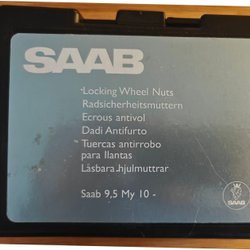 SAAB
Locking Wheel Nuts
Radsicherheitsmuttern
Ecrous antivol
Dadi Antifurto
Tuercas antirrobo
para llantas
Låsbara hjulmuttrar
Saab 9,5 My 10 -
SAAB